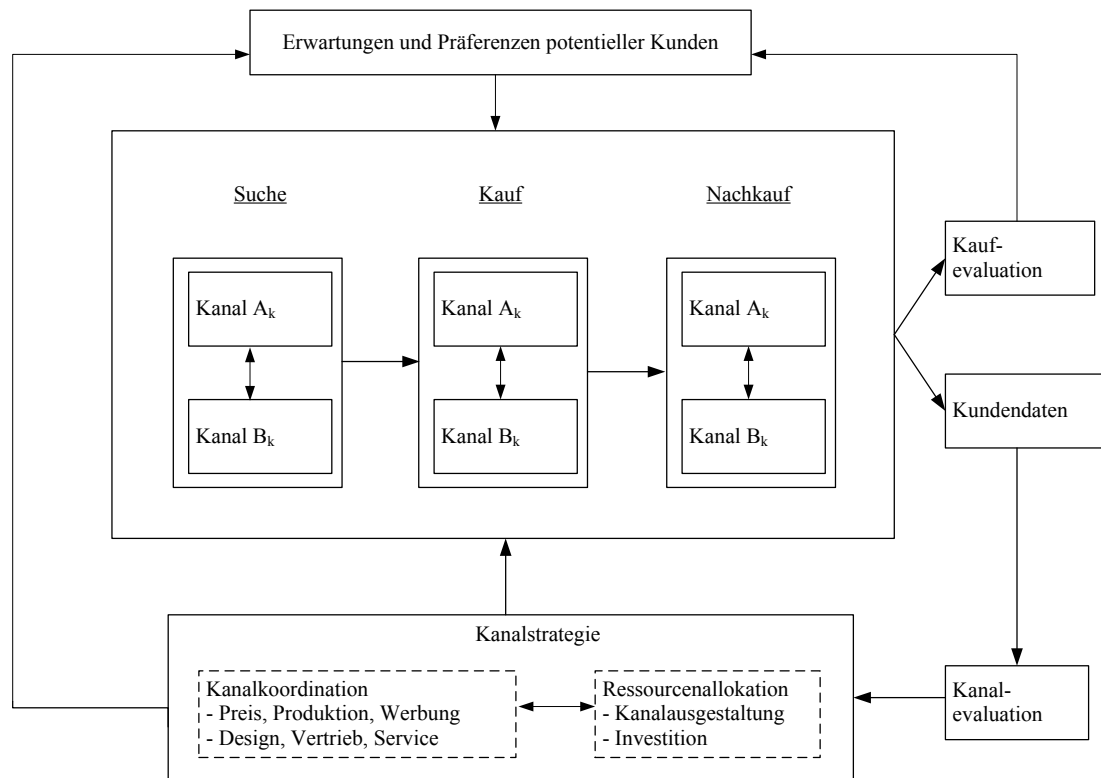 Erwartungen und Präferenzen potentieller Kunden
Suche
Kauf
Nachkauf
Kanal Aₖ
Kanal Aₖ
Kanal Aₖ
Kanal Bₖ
Kanal Bₖ
Kanal Bₖ
Kauf-
evaluation
Kundendaten
Kanalstrategie
Kanalkoordination
- Preis, Produktion, Werbung
- Design, Vertrieb, Service
Ressourcenallokation
- Kanalausgestaltung
- Investition
Kanal-
evaluation